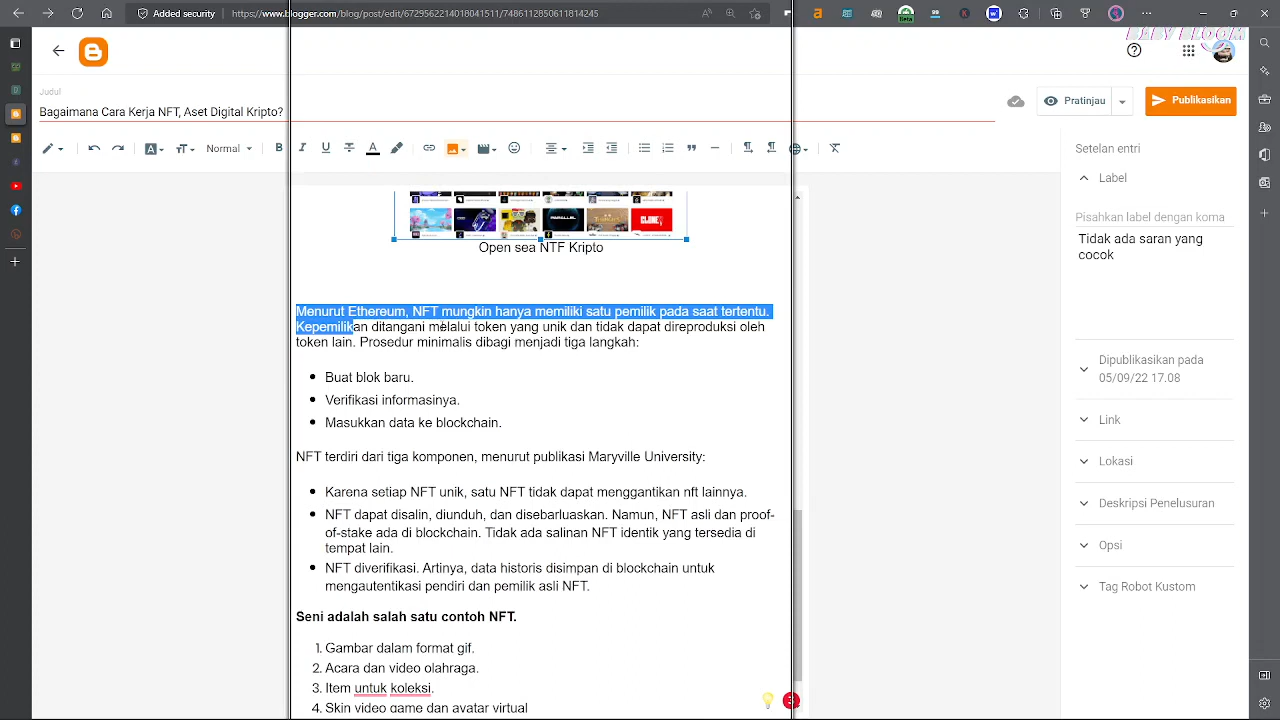 Added security
https://www.blogger.com/blog/post/edit/6729562214018041511/7486112850611814245
Beta
Judul
Bagaimana Cara Kerja NFT, Aset Digital Kripto?
Pratinjau
Publikasikan
Normal
Setelan entri
Label
Pisahkan label dengan koma
Tidak ada saran yang
cocok
Dipublikasikan pada
05/09/22 17.08
Link
Lokasi
Deskripsi Penelusuran
Opsi
Tag Robot Kustom
PARALLEL
Open sea NTF Kripto
Menurut Ethereum, NFT mungkin hanya memiliki satu pemilik pada saat tertentu.
Kepemilikan ditangani melalui token yang unik dan tidak dapat direproduksi oleh
token lain. Prosedur minimalis dibagi menjadi tiga langkah:
Buat blok baru.
Verifikasi informasinya.
Masukkan data ke blockchain.
NFT terdiri dari tiga komponen, menurut publikasi Maryville University:
Karena setiap NFT unik, satu NFT tidak dapat menggantikan nft lainnya.
NFT dapat disalin, diunduh, dan disebarluaskan. Namun, NFT asli dan proof-
of-stake ada di blockchain. Tidak ada salinan NFT identik yang tersedia di
tempat lain.
NFT diverifikasi. Artinya, data historis disimpan di blockchain untuk
mengautentikasi pendiri dan pemilik asli NFT.
Seni adalah salah satu contoh NFT.
1. Gambar dalam format gif.
2. Acara dan video olahraga.
3. Item untuk koleksi.
4. Skin video game dan avatar virtual
3